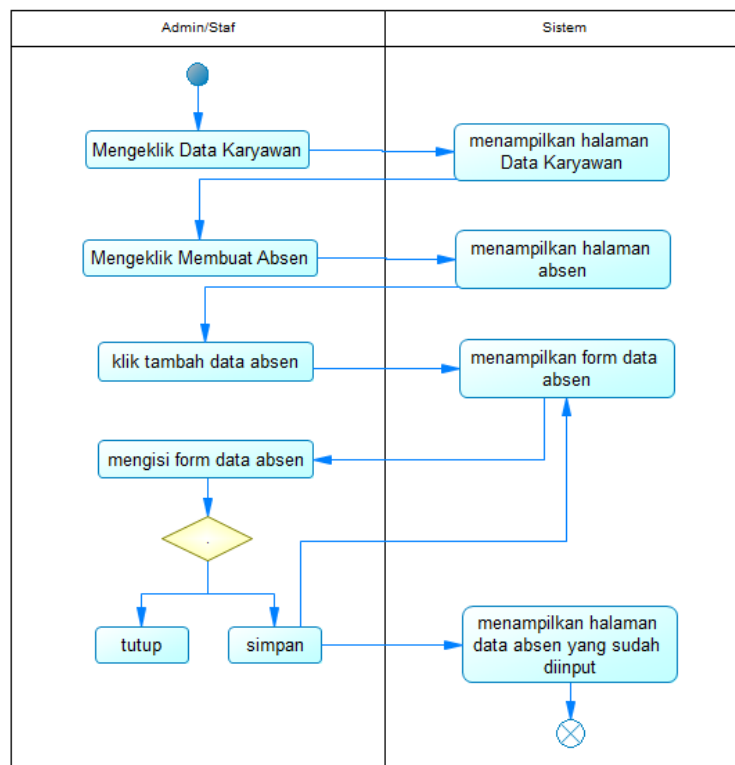 Admin/Staf
Sistem
Mengeklik Data Karyawan
menampilkan halaman
Data Karyawan
Mengeklik Membuat Absen
menampilkan halaman
absen
klik tambah data absen
menampilkan form data
absen
mengisi form data absen
.
tutup
simpan
menampilkan halaman
data absen yang sudah
diinput